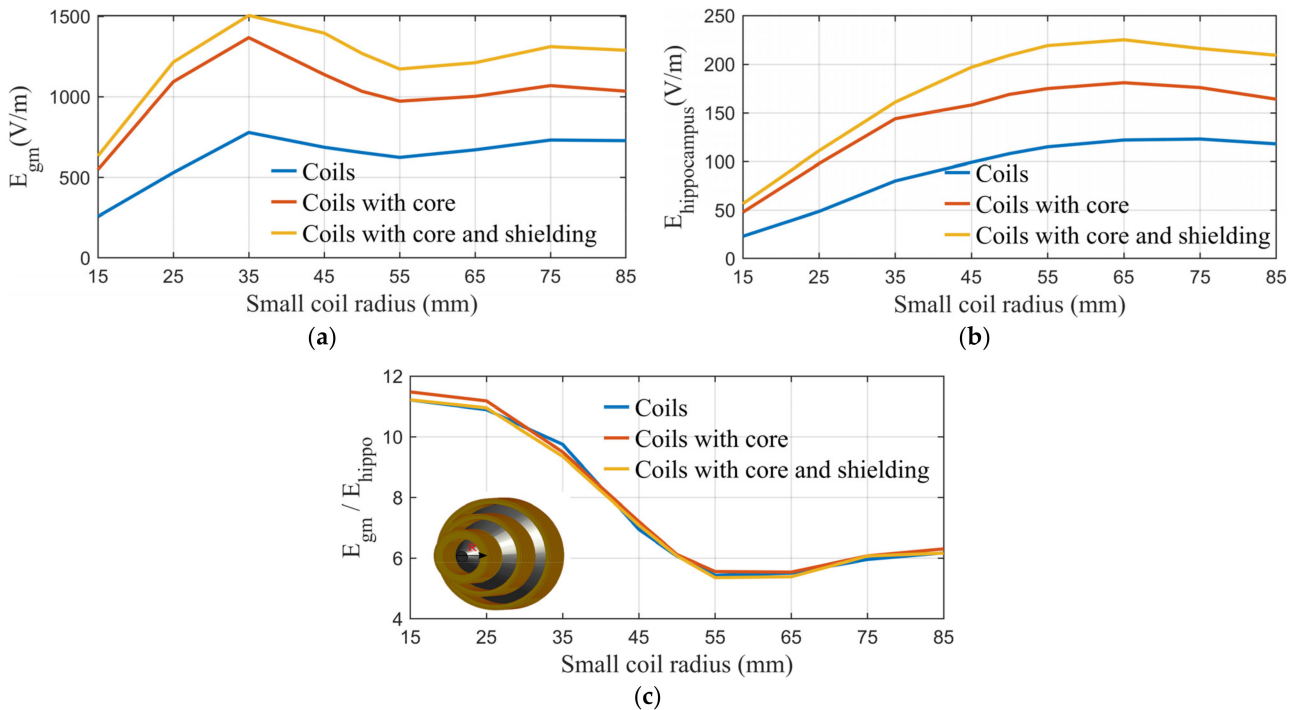 1500
1000
500
0
E_gm(V/m)
Coils
Coils with core
Coils with core and shielding
15 25 35 45 55 65 75 85
Small coil radius (mm)
(a)
250
200
150
100
50
0
E_hippocampus(V/m)
Coils
Coils with core
Coils with core and shielding
15 25 35 45 55 65 75 85
Small coil radius (mm)
(b)
12
10
8
6
4
E_gm / E_hippo
Coils
Coils with core
Coils with core and shielding
R
15 25 35 45 55 65 75 85
Small coil radius (mm)
(c)